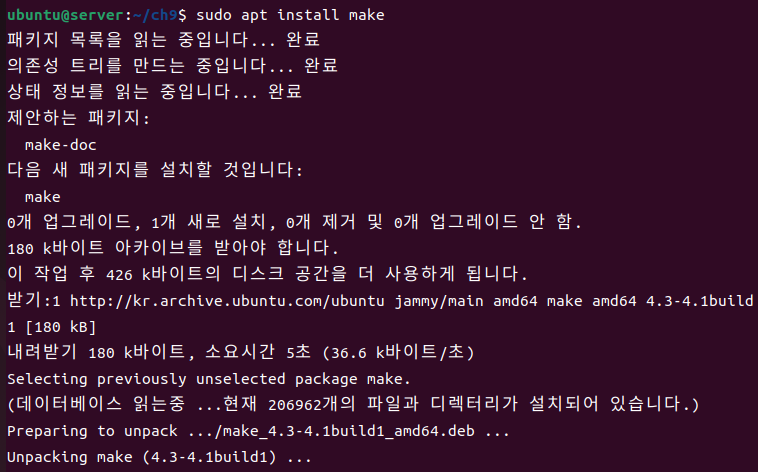 ubuntu@server:~/ch9$ sudo apt install make
패키지 목록을 읽는 중입니다... 완료
의존성 트리를 만드는 중입니다... 완료
상태 정보를 읽는 중입니다... 완료
제안하는 패키지:
  make-doc
다음 새 패키지를 설치할 것입니다:
  make
0개 업그레이드, 1개 새로 설치, 0개 제거 및 0개 업그레이드 안 함.
180 k바이트 아카이브를 받아야 합니다.
이 작업 후 426 k바이트의 디스크 공간을 더 사용하게 됩니다.
받기:1 http://kr.archive.ubuntu.com/ubuntu jammy/main amd64 make amd64 4.3-4.1build
1 [180 kB]
내려받기 180 k바이트, 소요시간 5초 (36.6 k바이트/초)
Selecting previously unselected package make.
(데이터베이스 읽는중 ...현재 206962개의 파일과 디렉터리가 설치되어 있습니다.)
Preparing to unpack .../make_4.3-4.1build1_amd64.deb ...
Unpacking make (4.3-4.1build1) ...